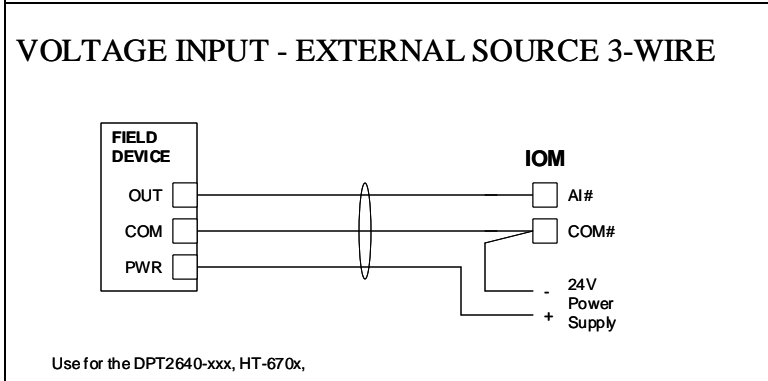 VOLTAGE INPUT - EXTERNAL SOURCE 3-WIRE
FIELD
DEVICE
IOM
OUT
AI#
COM
COM#
PWR
-
24V
Power
+
Supply
Use for the DPT2640-xxx, HT-670x,